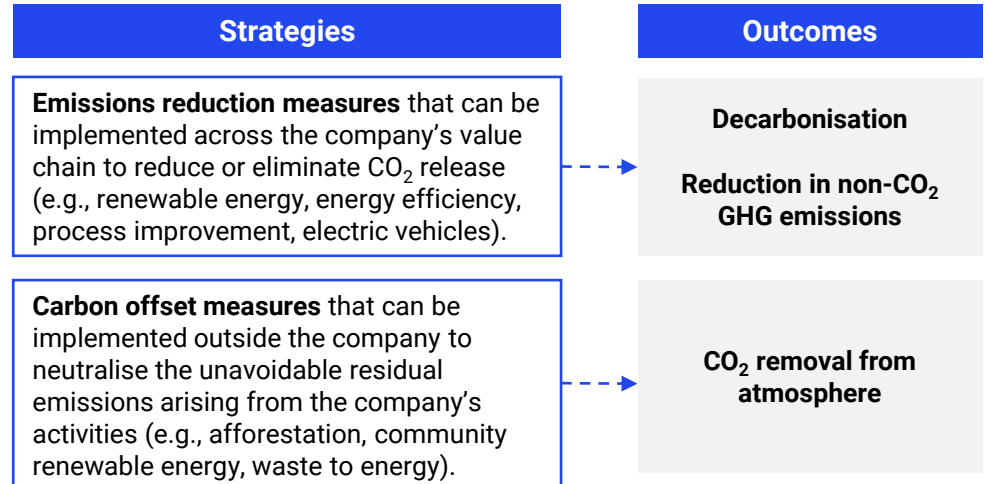 Strategies
Outcomes
Emissions reduction measures that can be
implemented across the company’s value
chain to reduce or eliminate CO₂ release
(e.g., renewable energy, energy efficiency,
process improvement, electric vehicles).
Decarbonisation
Reduction in non-CO₂
GHG emissions
Carbon offset measures that can be
implemented outside the company to
neutralise the unavoidable residual
emissions arising from the company’s
activities (e.g., afforestation, community
renewable energy, waste to energy).
CO₂ removal from
atmosphere